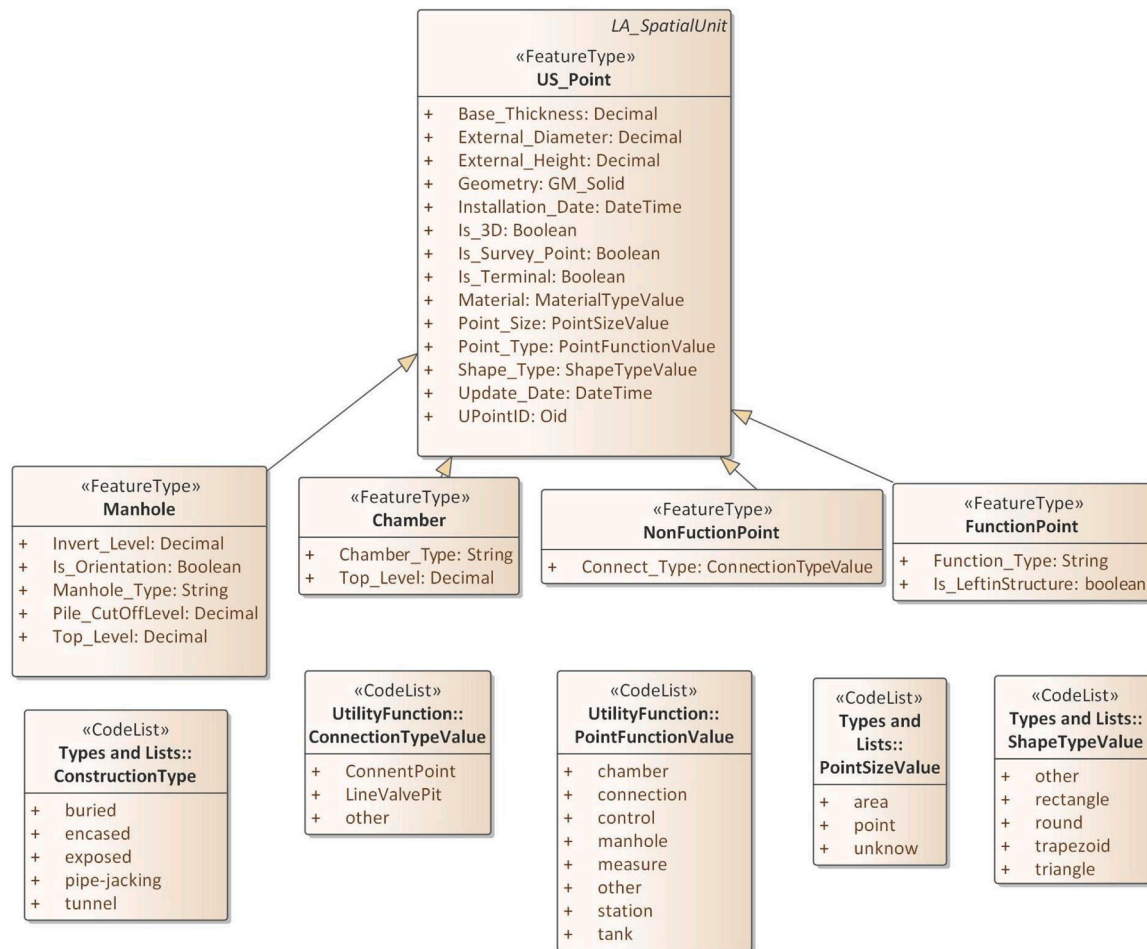 LA_SpatialUnit
«FeatureType»
US_Point
+ Base_Thickness: Decimal
+ External_Diameter: Decimal
+ External_Height: Decimal
+ Geometry: GM_Solid
+ Installation_Date: DateTime
+ Is_3D: Boolean
+ Is_Survey_Point: Boolean
+ Is_Terminal: Boolean
+ Material: MaterialTypeValue
+ Point_Size: PointSizeValue
+ Point_Type: PointFunctionValue
+ Shape_Type: ShapeTypeValue
+ Update_Date: DateTime
+ UPointID: Oid
«FeatureType»
Manhole
+ Invert_Level: Decimal
+ Is_Orientation: Boolean
+ Manhole_Type: String
+ Pile_CutOffLevel: Decimal
+ Top_Level: Decimal
«FeatureType»
Chamber
+ Chamber_Type: String
+ Top_Level: Decimal
«FeatureType»
NonFuctionPoint
+ Connect_Type: ConnectionTypeValue
«FeatureType»
FunctionPoint
+ Function_Type: String
+ Is_LeftinStructure: boolean
«CodeList»
Types and Lists::
ConstructionType
+ buried
+ encased
+ exposed
+ pipe-jacking
+ tunnel
«CodeList»
UtilityFunction::
ConnectionTypeValue
+ ConnentPoint
+ LineValvePit
+ other
«CodeList»
UtilityFunction::
PointFunctionValue
+ chamber
+ connection
+ control
+ manhole
+ measure
+ other
+ station
+ tank
«CodeList»
Types and
Lists::
PointSizeValue
+ area
+ point
+ unknow
«CodeList»
Types and Lists::
ShapeTypeValue
+ other
+ rectangle
+ round
+ trapezoid
+ triangle